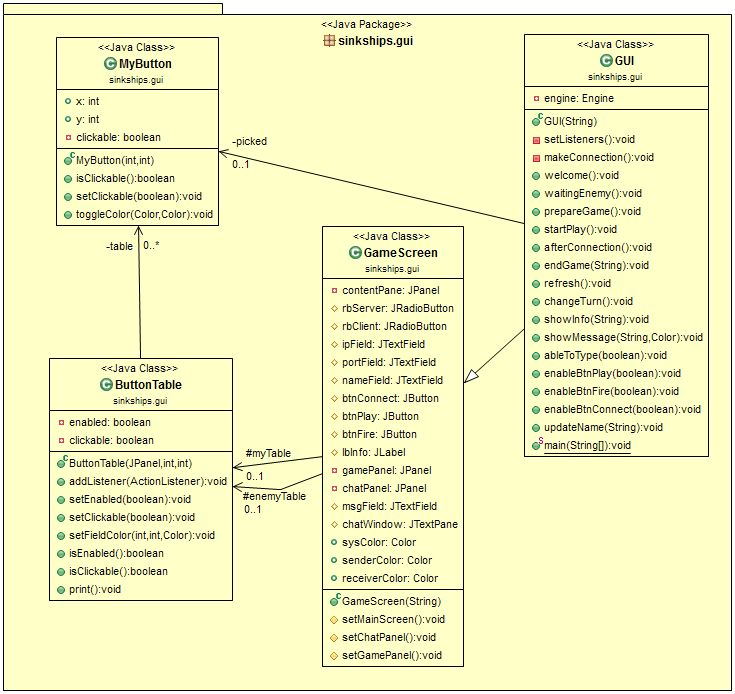 <<Java Package>>
sinkships.gui
<<Java Class>>
MyButton
sinkships.gui
x: int
y: int
clickable: boolean
MyButton(int,int)
isClickable():boolean
setClickable(boolean):void
toggleColor(Color,Color):void
-picked
0..1
-table
0..*
<<Java Class>>
ButtonTable
sinkships.gui
enabled: boolean
clickable: boolean
ButtonTable(JPanel,int,int)
addListener(ActionListener):void
setEnabled(boolean):void
setClickable(boolean):void
setFieldColor(int,int,Color):void
isEnabled():boolean
isClickable():boolean
print():void
#myTable
0..1
#enemyTable
0..1
<<Java Class>>
GameScreen
sinkships.gui
contentPane: JPanel
rbServer: JRadioButton
rbClient: JRadioButton
ipField: JTextField
portField: JTextField
nameField: JTextField
btnConnect: JButton
btnPlay: JButton
btnFire: JButton
lblnfo: JLabel
gamePanel: JPanel
chatPanel: JPanel
msgField: JTextField
chatWindow: JTextPane
sysColor: Color
senderColor: Color
receiverColor: Color
GameScreen(String)
setMainScreen():void
setChatPanel():void
setGamePanel():void
<<Java Class>>
GUI
sinkships.gui
engine: Engine
GUI(String)
setListeners():void
makeConnection():void
welcome():void
waitingEnemy():void
prepareGame():void
startPlay():void
afterConnection():void
endGame(String):void
refresh():void
changeTurn():void
showInfo(String):void
showMessage(String,Color):void
ableToType(boolean):void
enableBtnPlay(boolean):void
enableBtnFire(boolean):void
enableBtnConnect(boolean):void
updateName(String):void
main(String[]):void